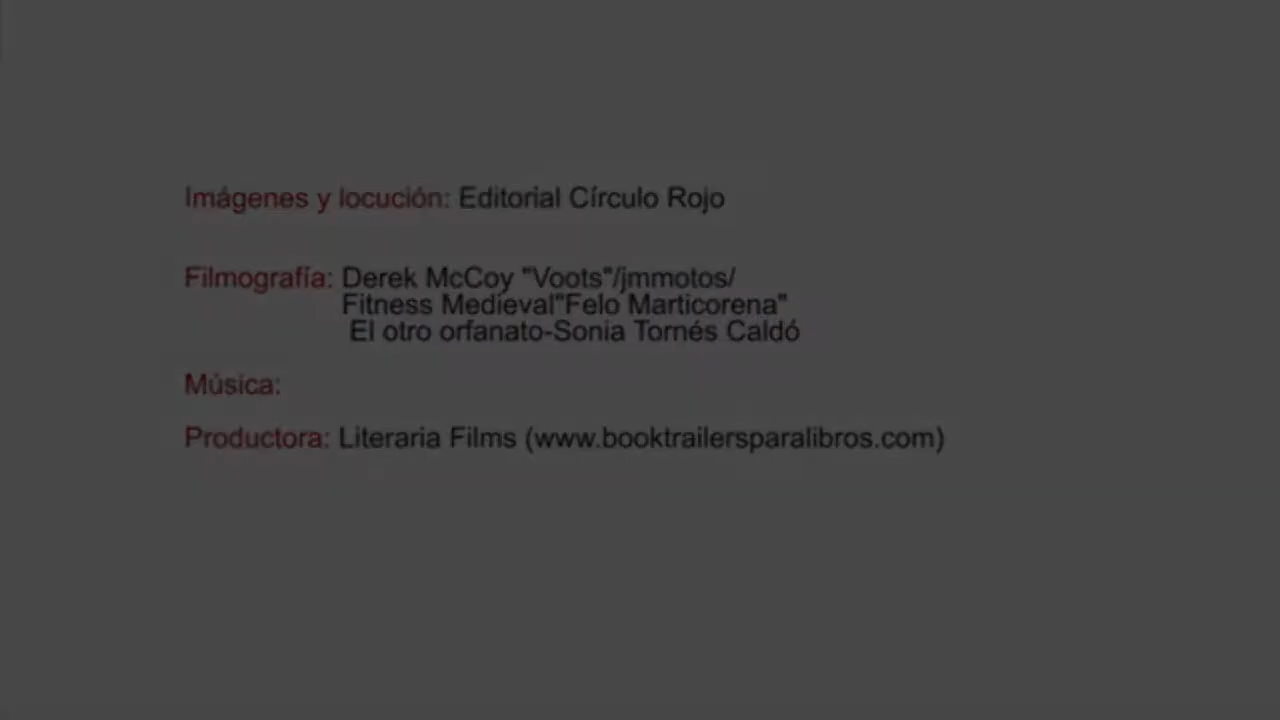 Imágenes y locución: Editorial Círculo Rojo
Filmografía: Derek McCoy "Voots"/jmmotos/
Fitness Medieval"Felo Marticorena"
El otro orfanato-Sonia Tornés Caldó
Música:
Productora: Literaria Films (www.booktrailersparalibros.com)